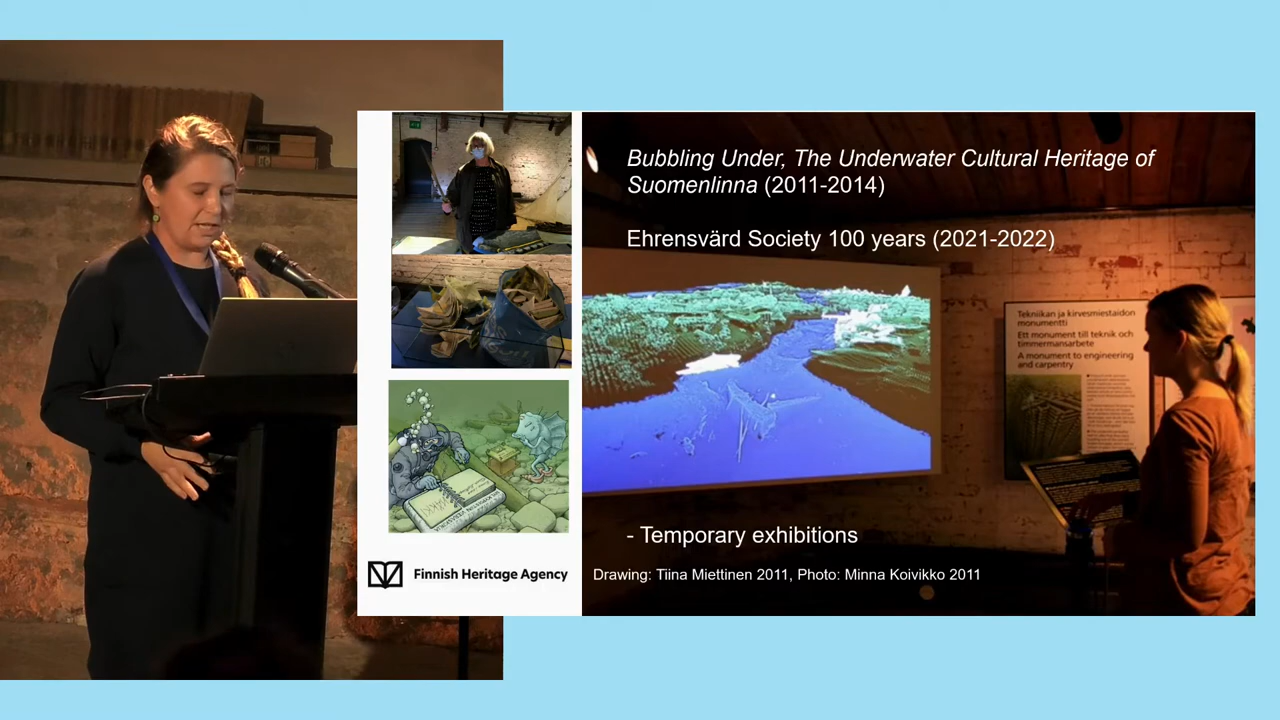 Bubbling Under, The Underwater Cultural Heritage of
Suomenlinna (2011-2014)
Ehrensvärd Society 100 years (2021-2022)
Tekniikan ja kirvesmiestaidon
monumentti
Ett monument till teknik och
timmermansarbete
A monument to engineering
and carpentry
- Temporary exhibitions
Drawing: Tiina Miettinen 2011, Photo: Minna Koivikko 2011
Finnish Heritage Agency